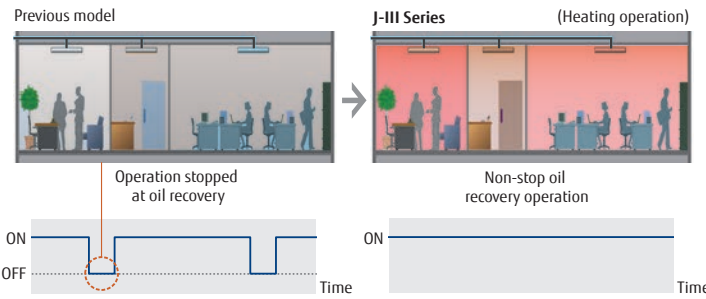 Previous model
J-III Series
(Heating operation)
Operation stopped
at oil recovery
Non-stop oil
recovery operation
ON
OFF
Time
ON
Time